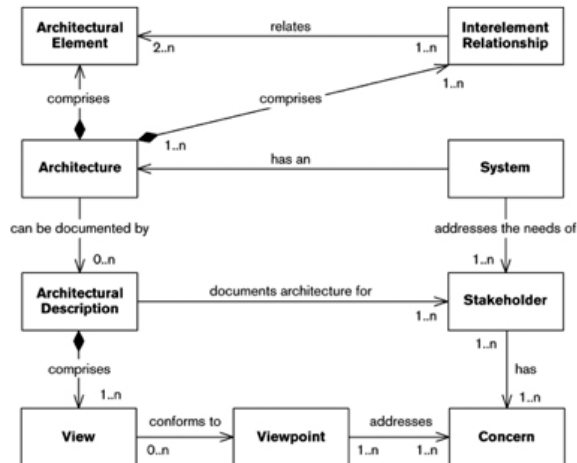 Architectural
Element
relates
2..n
1..n
Interelement
Relationship
comprises
comprises
1..n
1..n
Architecture
has an
System
can be documented by
addresses the needs of
0..n
1..n
Architectural
Description
documents architecture for
1..n
Stakeholder
comprises
1..n
has
1..n
1..n
View
conforms to
0..n
Viewpoint
addresses
1..n
1..n
Concern